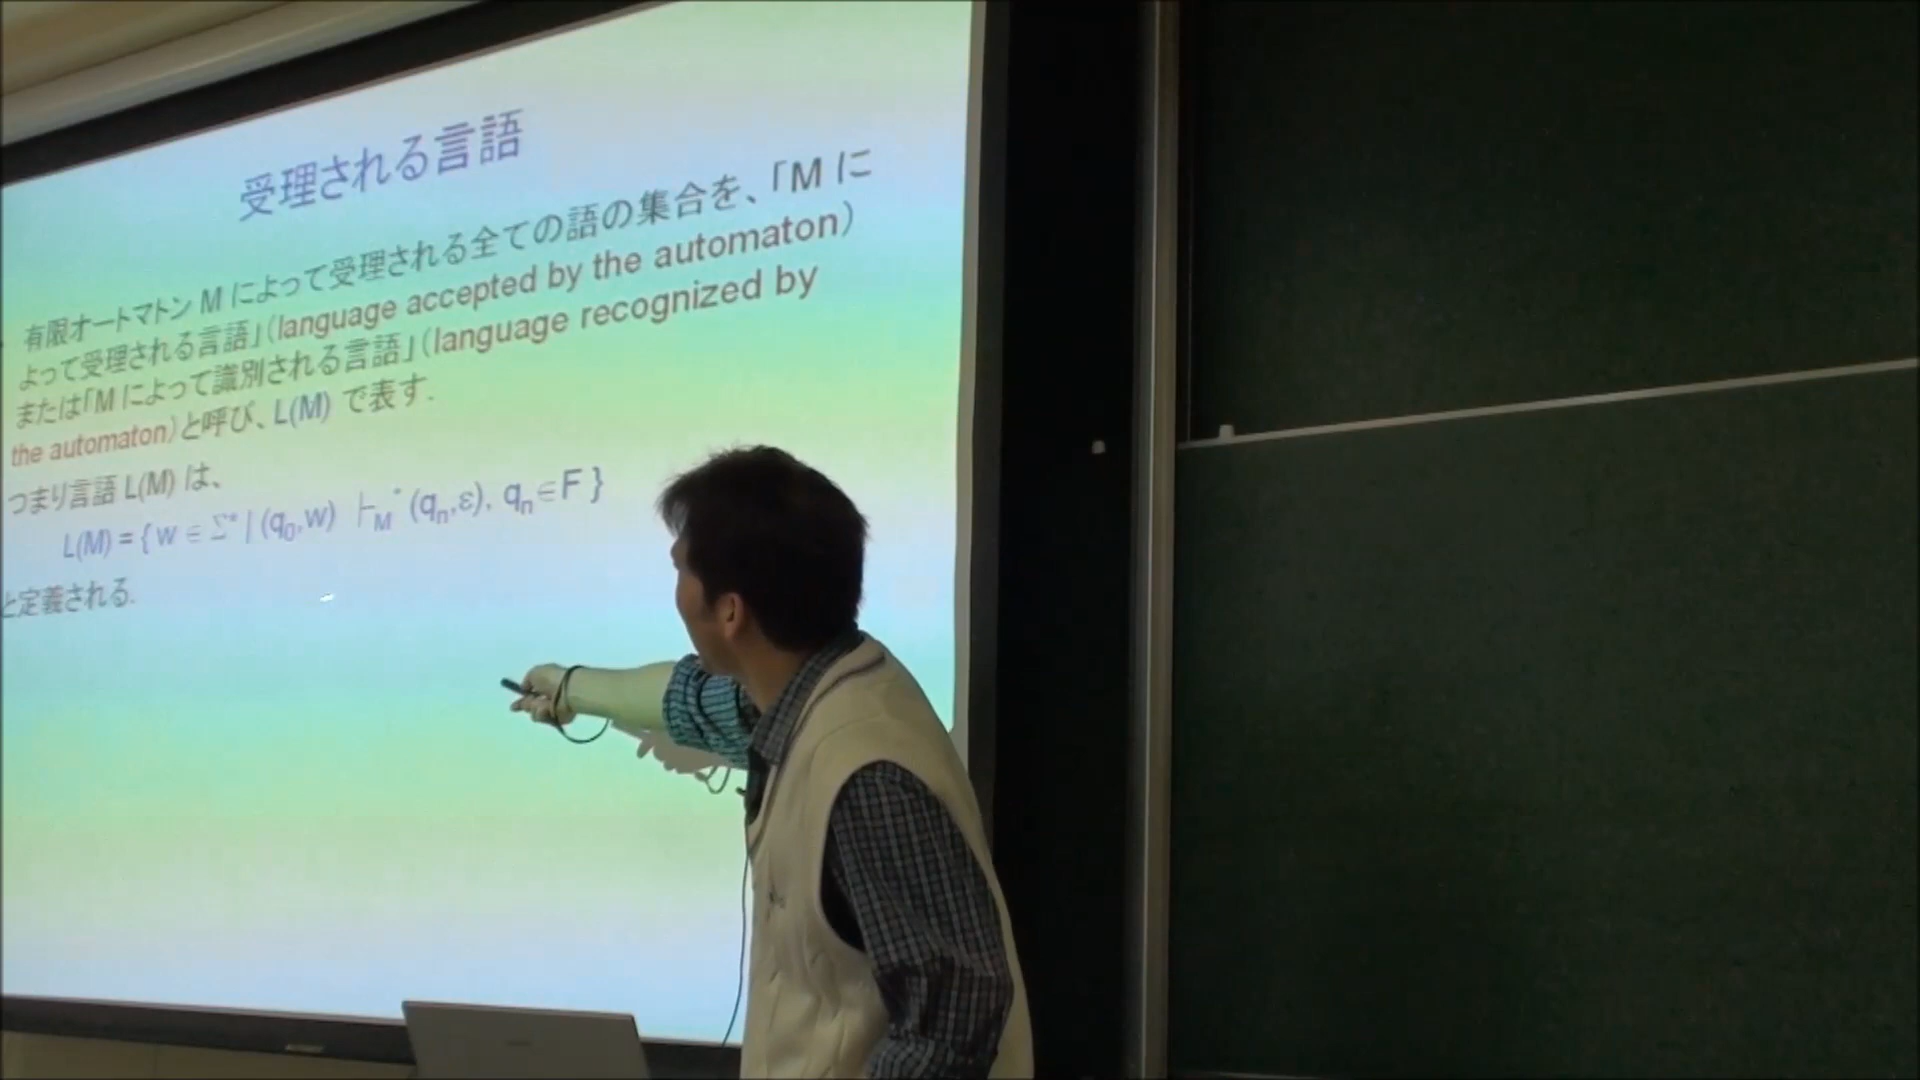 受理される言語
有限オートマトン M によって受理される全ての語の集合を、「M に
よって受理される言語」(language accepted by the automaton)
または「M によって識別される言語」(language recognized by
the automaton)と呼び、L(M) で表す.
つまり言語 L(M) は、
L(M) = { w ∈ Σ* | (q₀,w) ⊢M* (qₙ,ε), qₙ∈F }
と定義される.